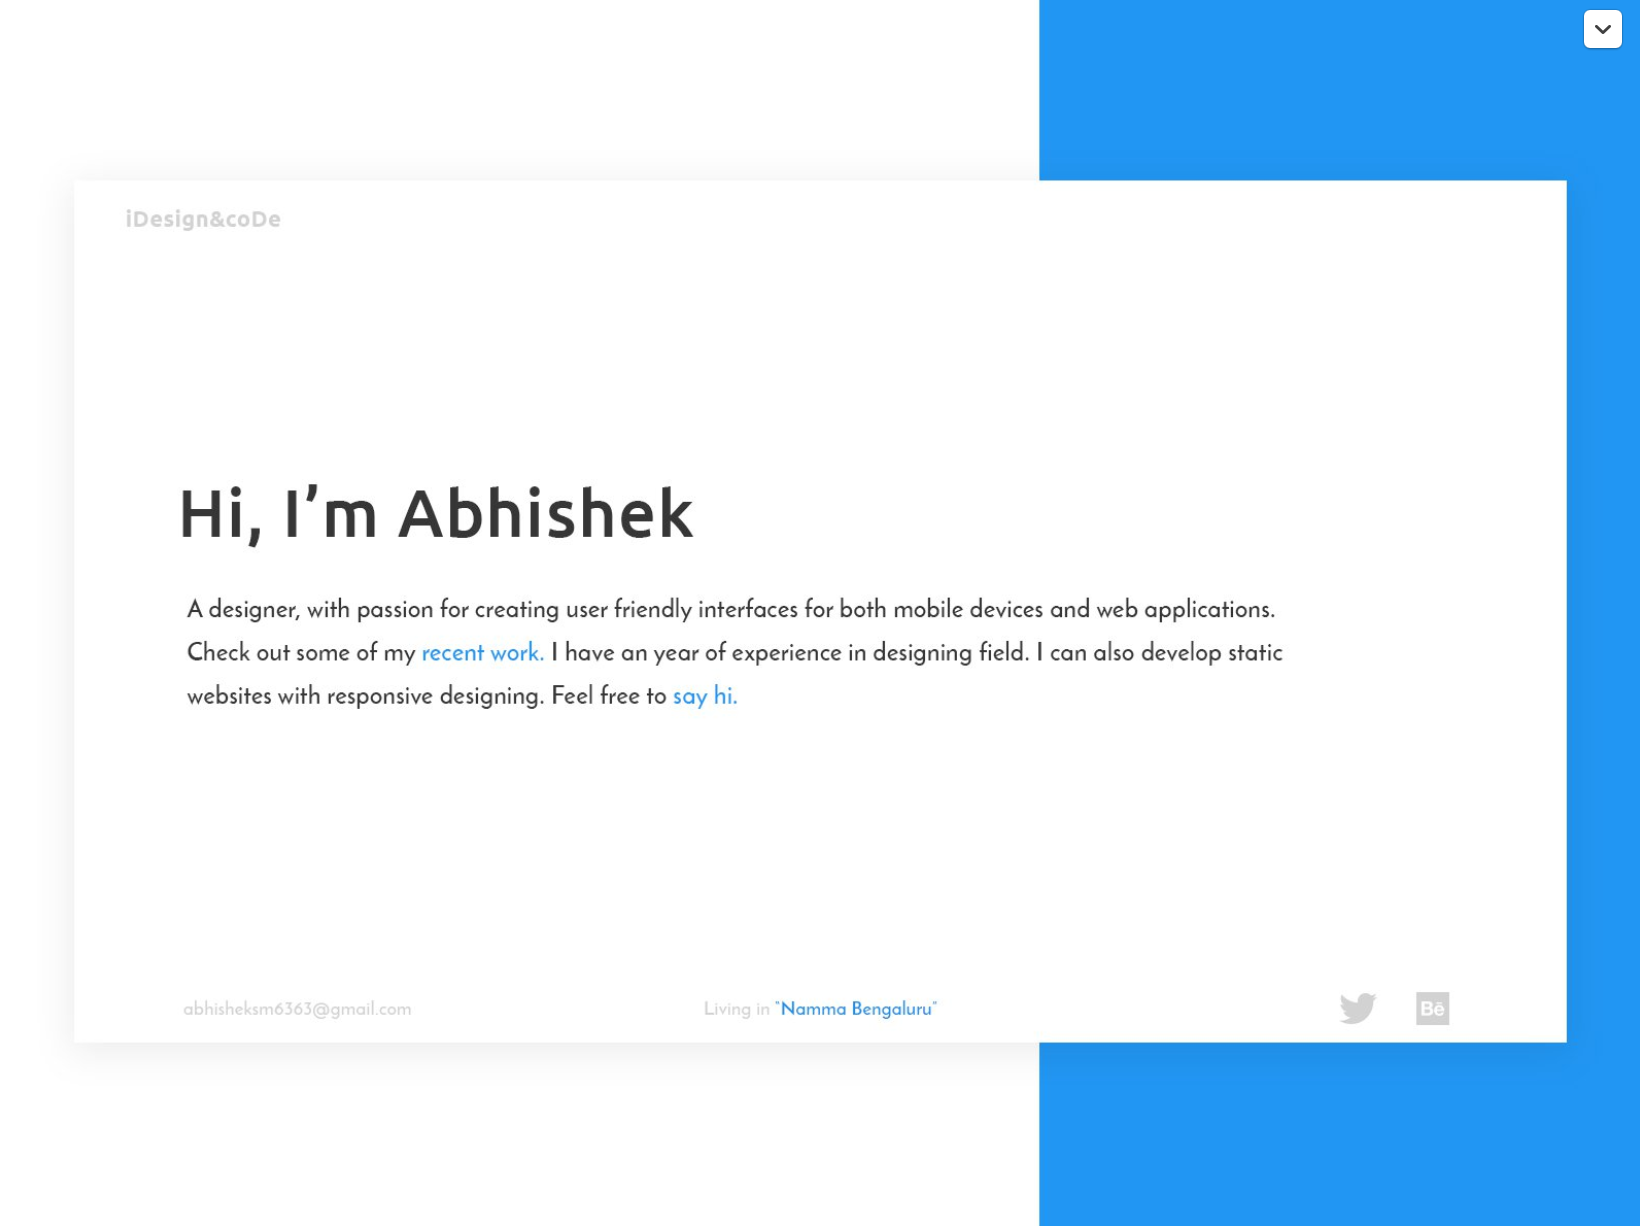 iDesign&coDe
Hi, I’m Abhishek
A designer, with passion for creating user friendly interfaces for both mobile devices and web applications.
Check out some of my recent work. I have an year of experience in designing field. I can also develop static
websites with responsive designing. Feel free to say hi.
abhisheksm6363@gmail.com
Living in "Namma Bengaluru"
Bē